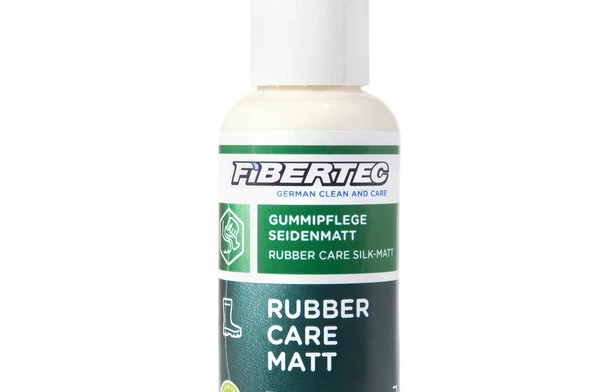 FIBERTEC
GERMAN CLEAN AND CARE
GUMMIPFLEGE
SEIDENMATT
RUBBER CARE SILK-MATT
RUBBER
CARE
MATT